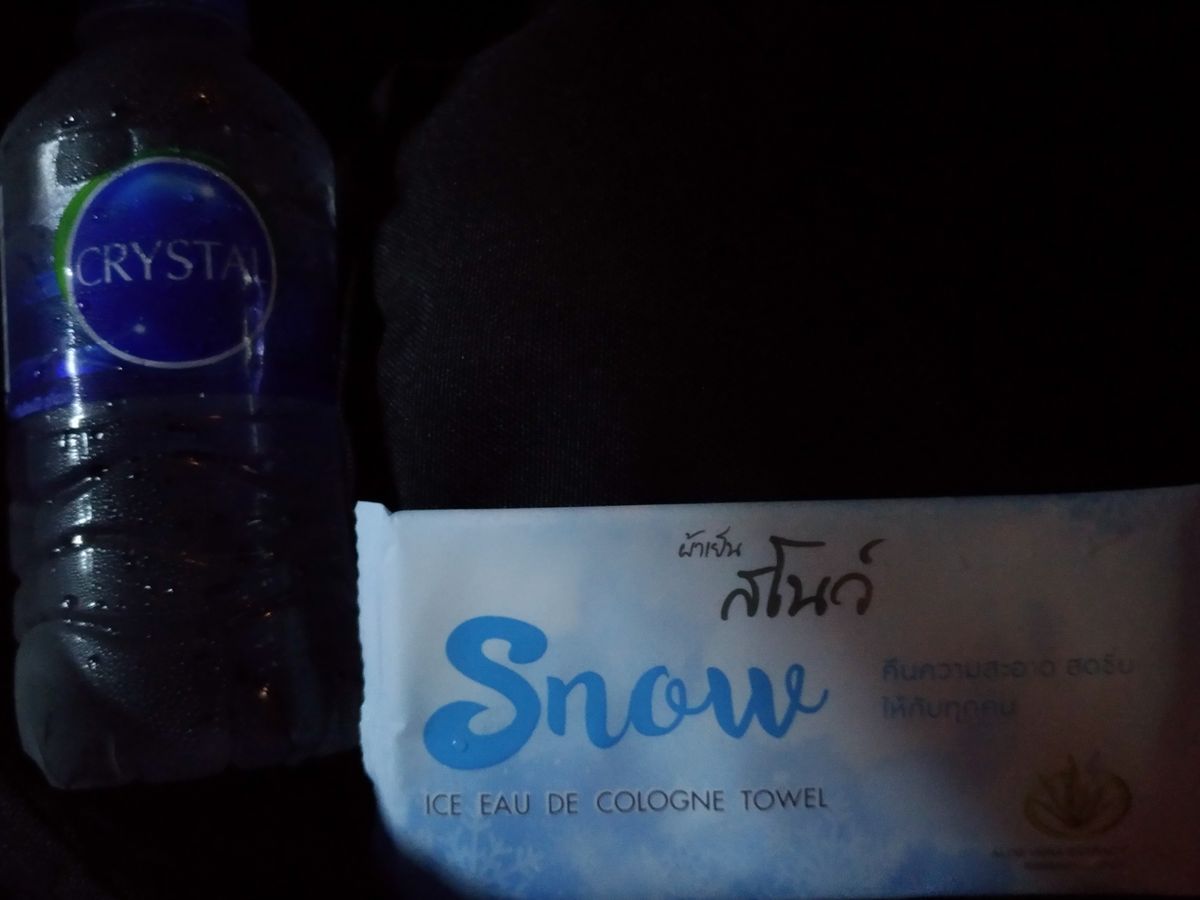 CRYSTAL
ผ้าเย็น
สโนว์
Snow
คืนความสะอาด สดชื่น
ให้กับทุกคน
ICE EAU DE COLOGNE TOWEL